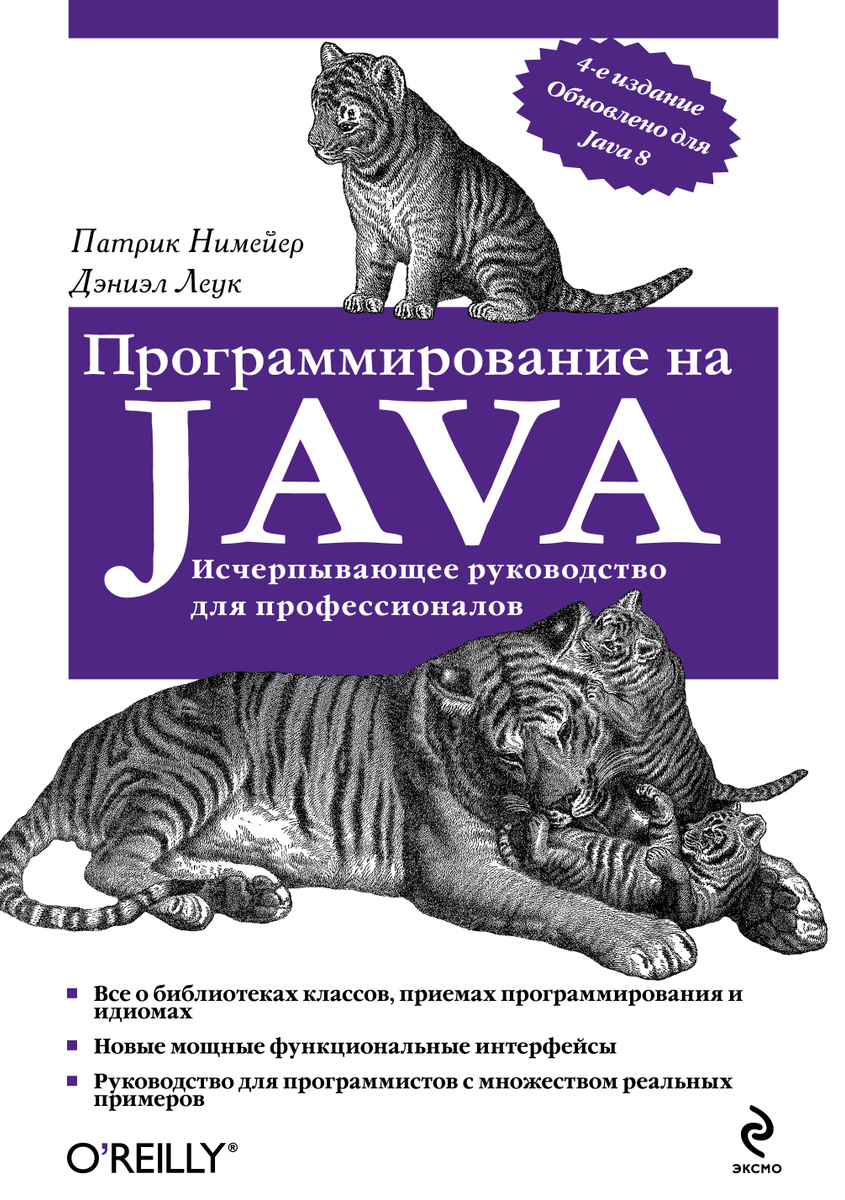 4-е издание
Обновлено для
Java 8
Патрик Нимейер
Дэниэл Леук
Программирование на
JAVA
Исчерпывающее руководство
для профессионалов
Все о библиотеках классов, приемах программирования и
идиомах
Новые мощные функциональные интерфейсы
Руководство для программистов с множеством реальных
примеров
O'REILLY®
ЭКСМО